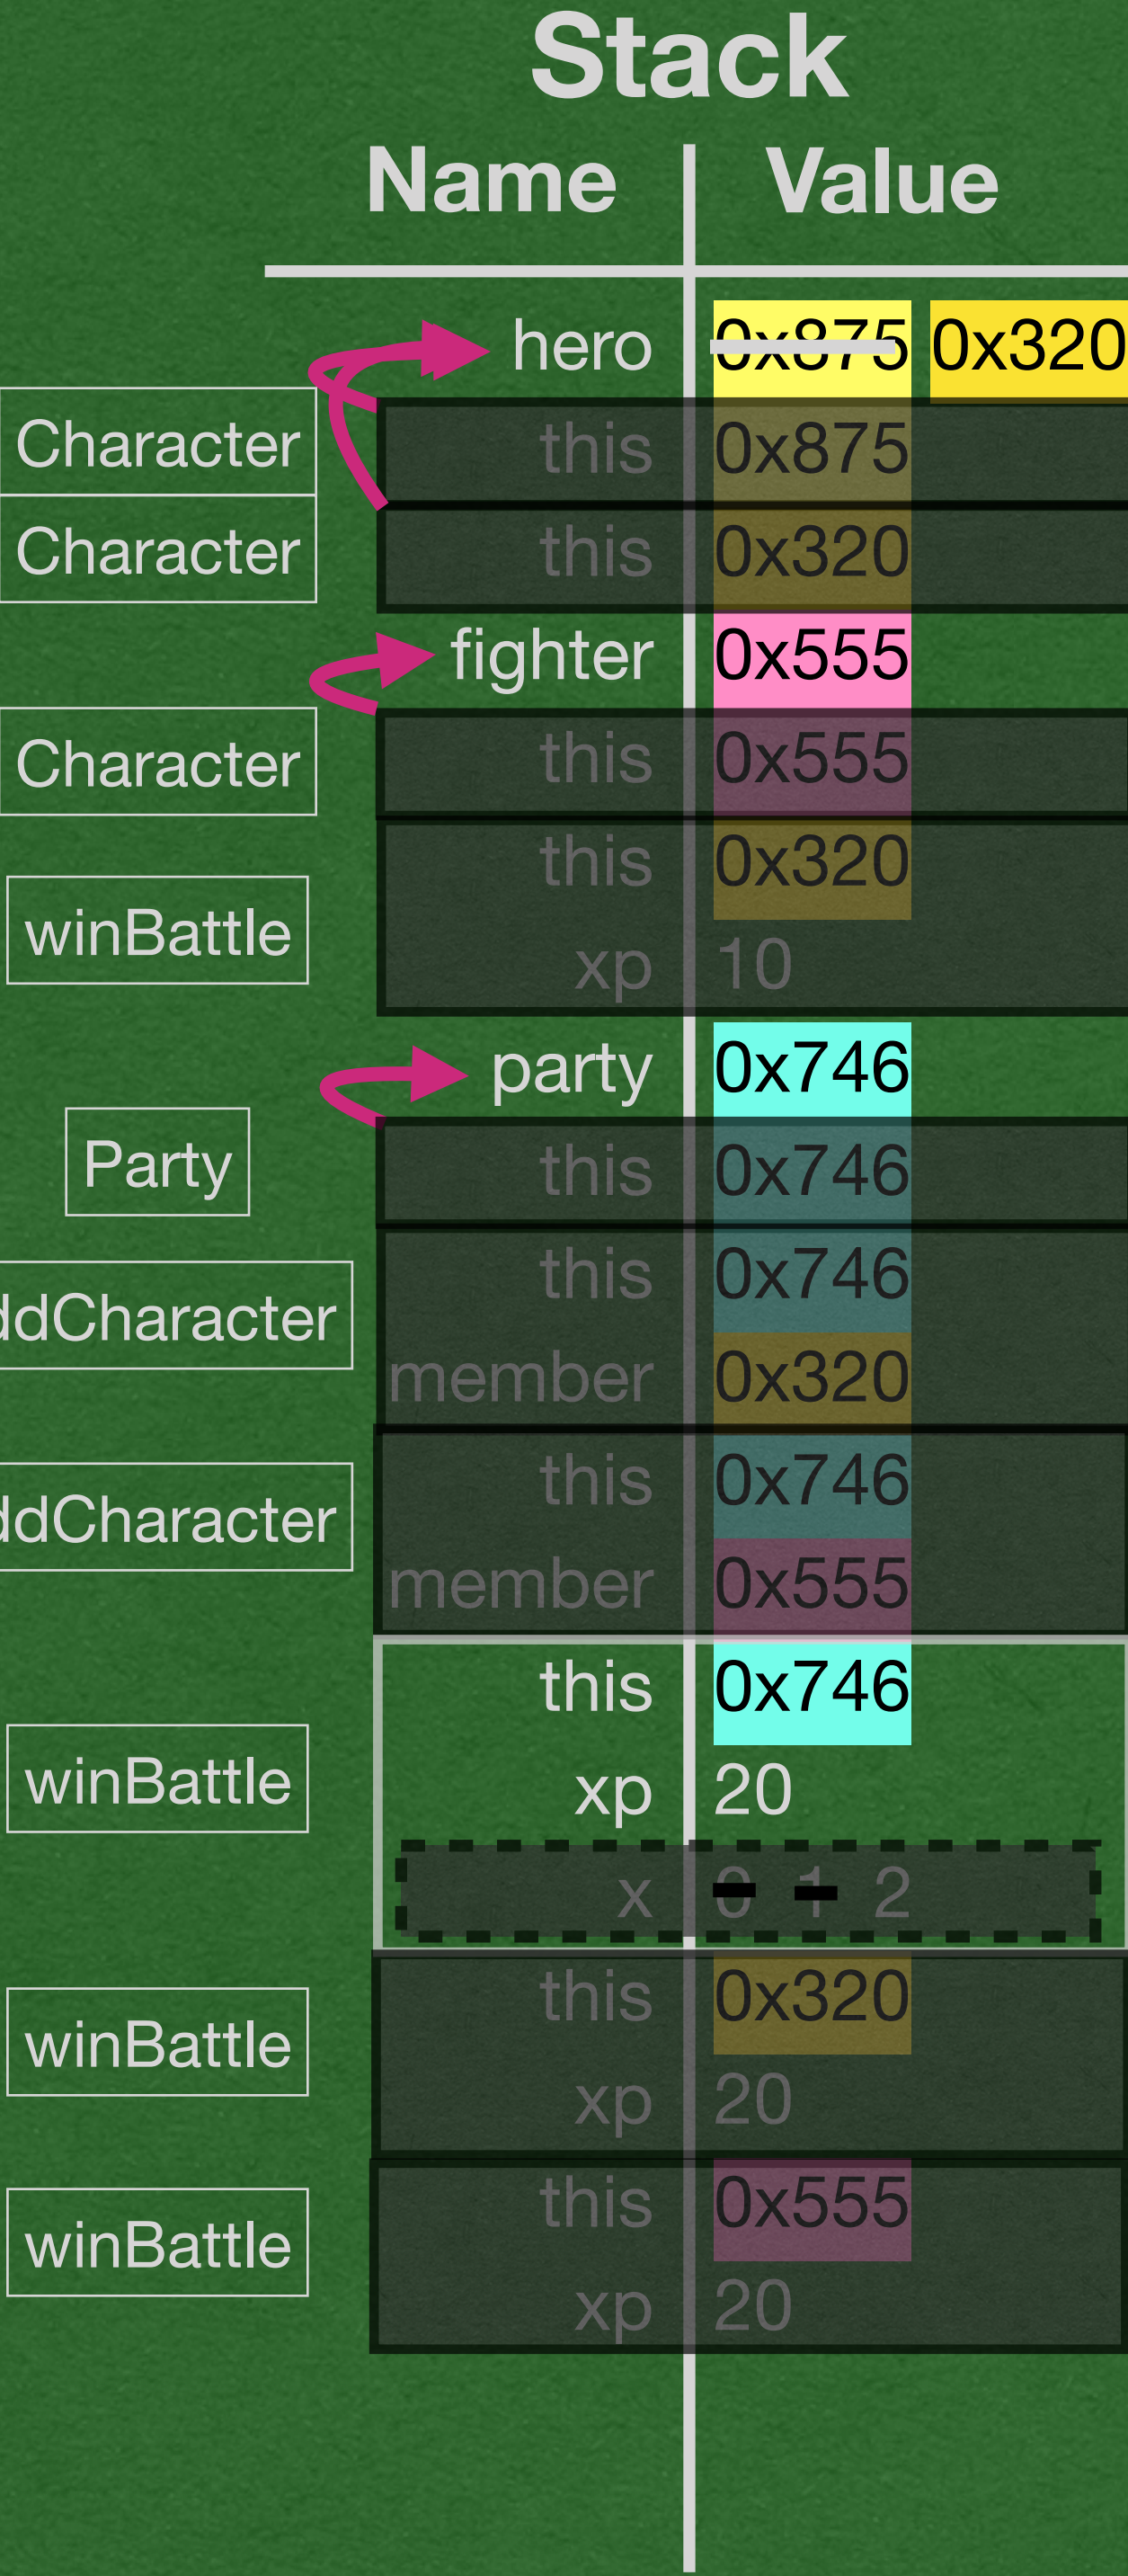 Stack
Name Value
hero 0x875 0x320
Character this 0x875
Character this 0x320
fighter 0x555
Character this 0x555
this 0x320
winBattle
xp 10
party 0x746
Party this 0x746
this 0x746
ddCharacter
member 0x320
this 0x746
ddCharacter
member 0x555
this 0x746
winBattle
xp 20
x 0 1 2
this 0x320
winBattle
xp 20
this 0x555
winBattle
xp 20